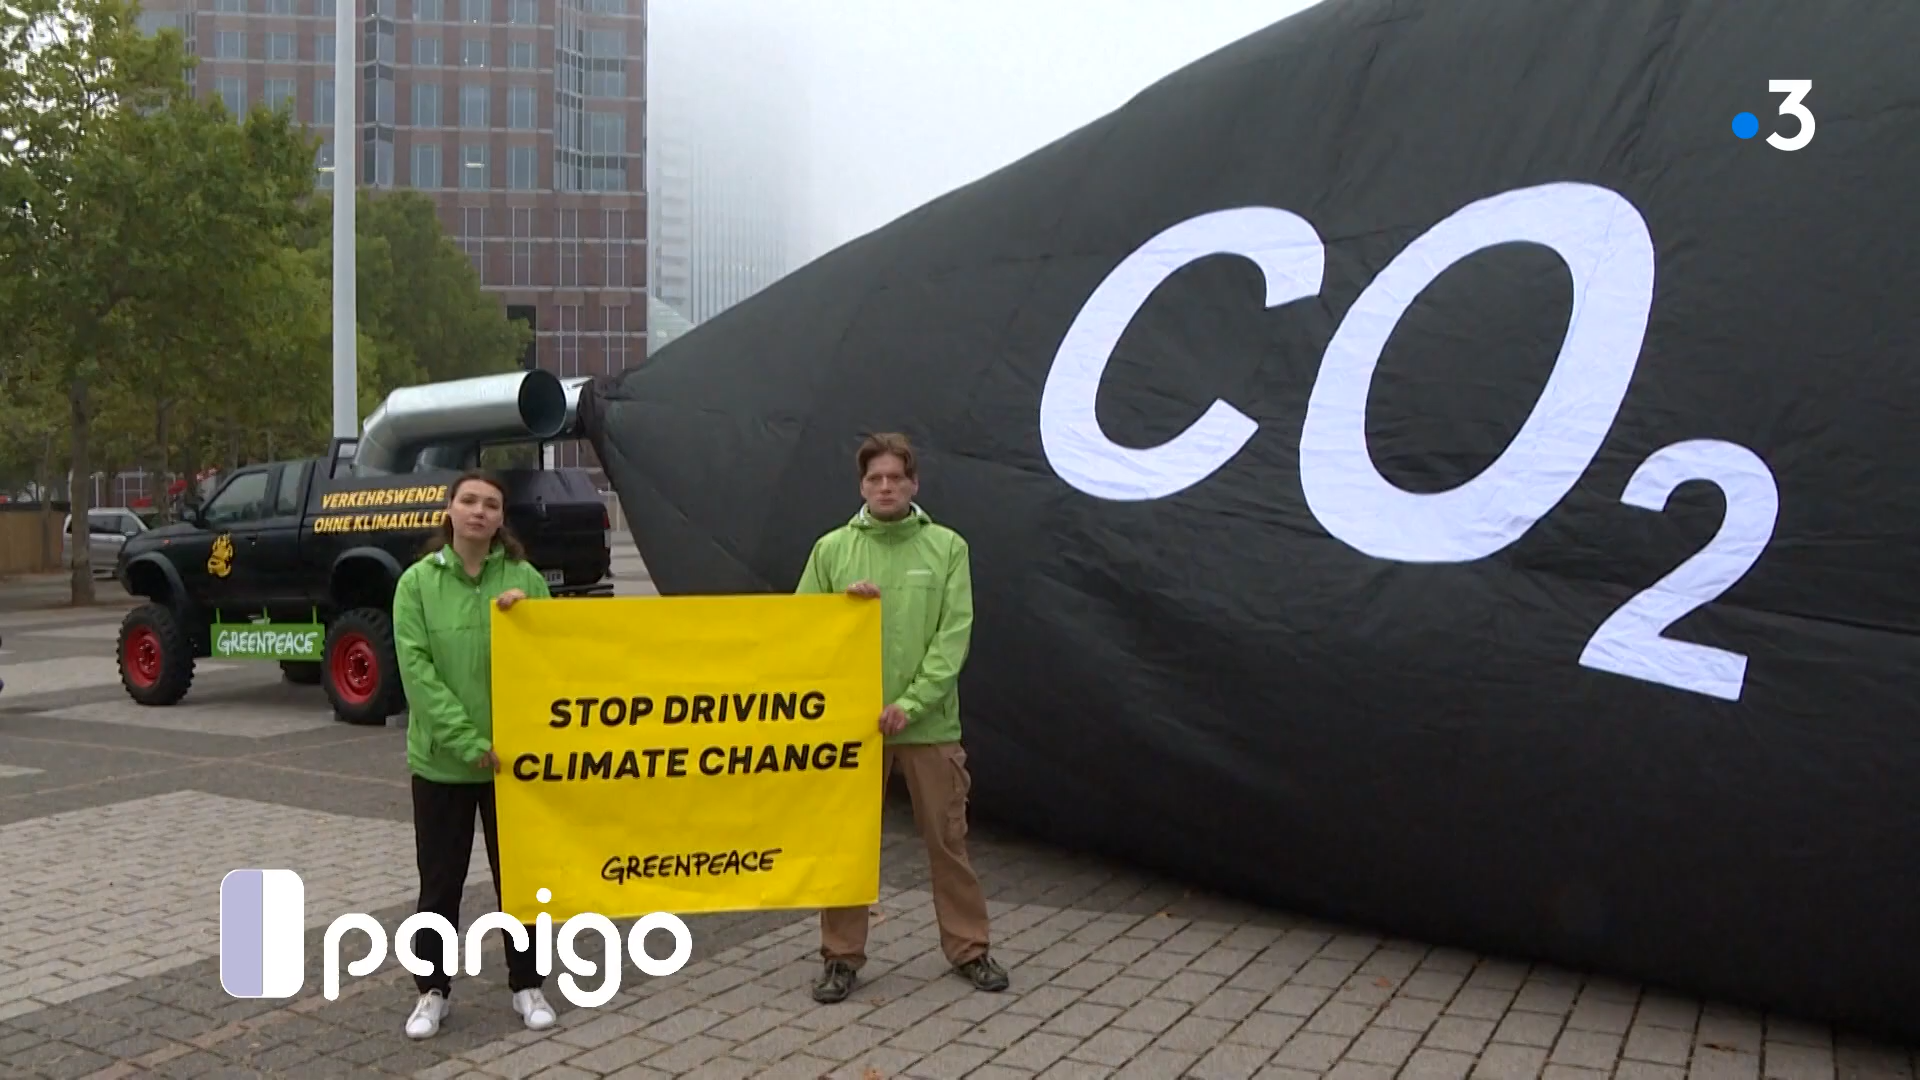 3
CO2
VERKEHRSWENDE
OHNE KLIMAKILLER
GREENPEACE
STOP DRIVING
CLIMATE CHANGE
GREENPEACE
parigo